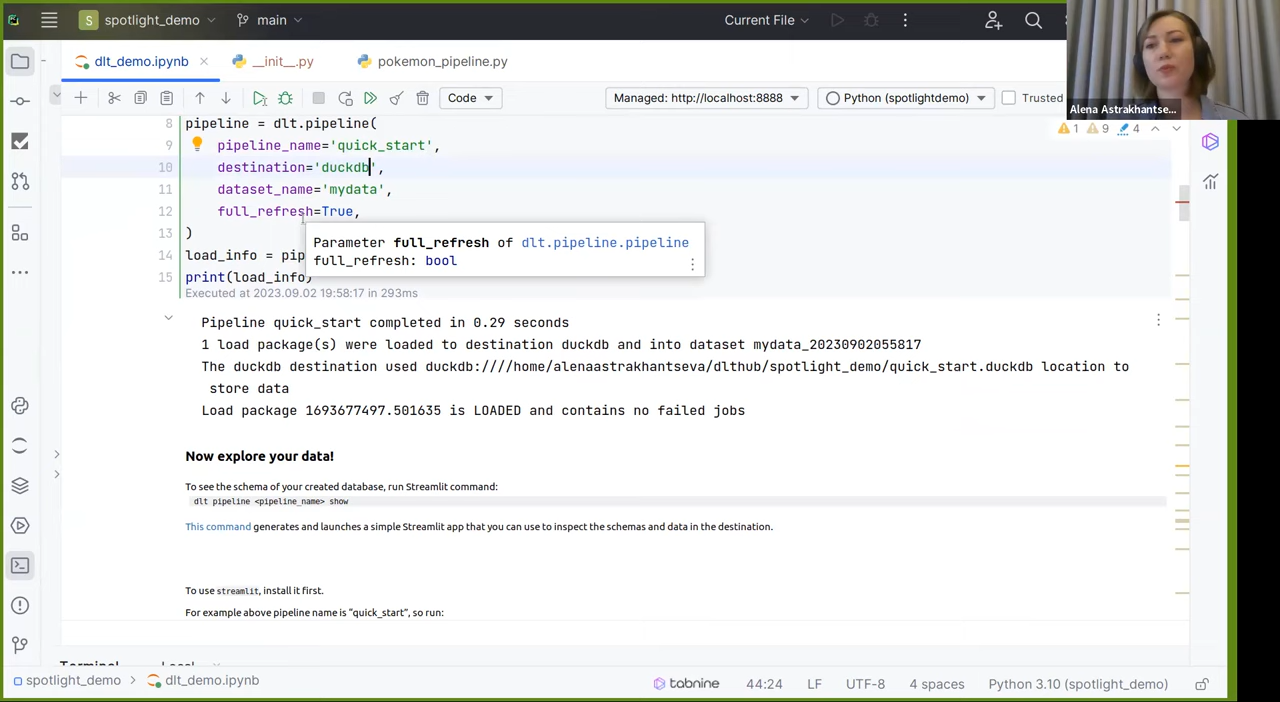 S spotlight_demo main Current File
dlt_demo.ipynb __init__.py pokemon_pipeline.py
Alena Astrakhantse...
Code Managed: http://localhost:8888 Python (spotlightdemo) Trusted
1 9 4
8 pipeline = dlt.pipeline(
9 pipeline_name='quick_start',
10 destination='duckdb',
11 dataset_name='mydata',
12 full_refresh=True,
13 )
Parameter full_refresh of dlt.pipeline.pipeline
full_refresh: bool
14 load_info = pip
15 print(load_info)
Executed at 2023.09.02 19:58:17 in 293ms
Pipeline quick_start completed in 0.29 seconds
1 load package(s) were loaded to destination duckdb and into dataset mydata_20230902055817
The duckdb destination used duckdb:////home/alenaastrakhantseva/dlthub/spotlight_demo/quick_start.duckdb location to
store data
Load package 1693677497.501635 is LOADED and contains no failed jobs
Now explore your data!
To see the schema of your created database, run Streamlit command:
dlt pipeline <pipeline_name> show
This command generates and launches a simple Streamlit app that you can use to inspect the schemas and data in the destination.
To use streamlit, install it first.
For example above pipeline name is "quick_start", so run:
Terminal Local
spotlight_demo > dlt_demo.ipynb tabnine 44:24 LF UTF-8 4 spaces Python 3.10 (spotlight_demo)